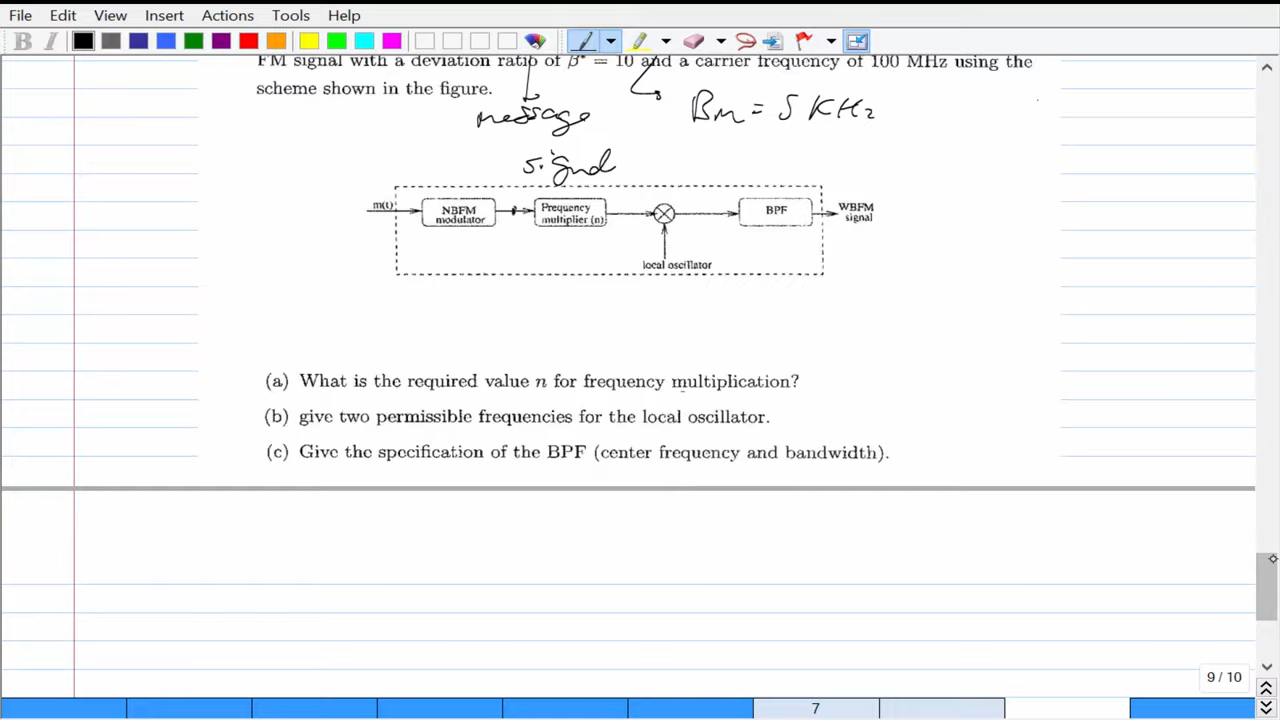 File Edit View Insert Actions Tools Help
B I
FM signal with a deviation ratio of β = 10 and a carrier frequency of 100 MHz using the
scheme shown in the figure.
message
signal
Bm = 5 KHz
m(t)
NBFM
modulator
Frequency
multiplier (n)
BPF
WBFM
signal
local oscillator
(a) What is the required value n for frequency multiplication?
(b) give two permissible frequencies for the local oscillator.
(c) Give the specification of the BPF (center frequency and bandwidth).
9 / 10
7